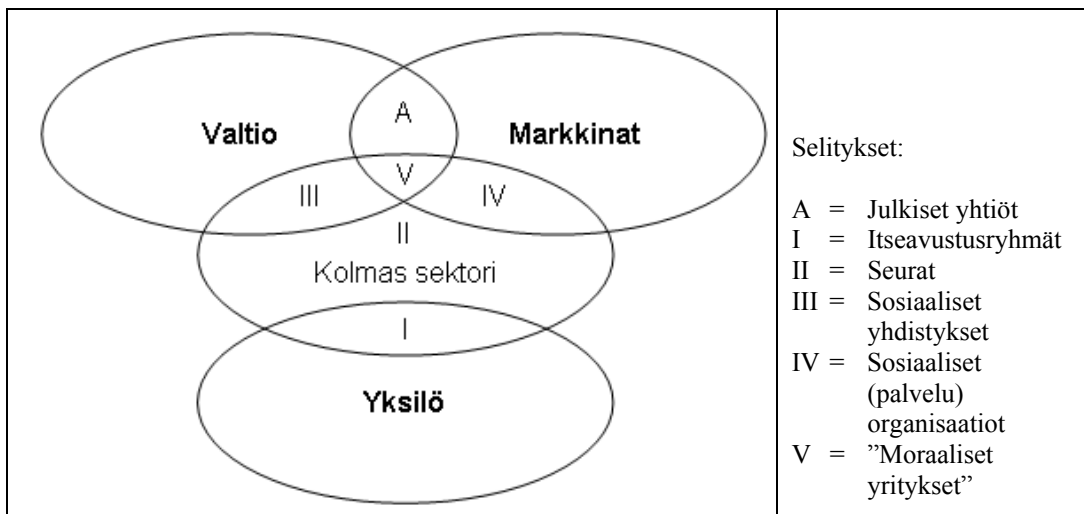 Valtio
A
Markkinat
III
V
IV
II
Kolmas sektori
I
Yksilö
Selitykset:
A = Julkiset yhtiöt
I = Itseavustusryhmät
II = Seurat
III = Sosiaaliset
yhdistykset
IV = Sosiaaliset
(palvelu)
organisaatiot
V = ”Moraaliset
yritykset”